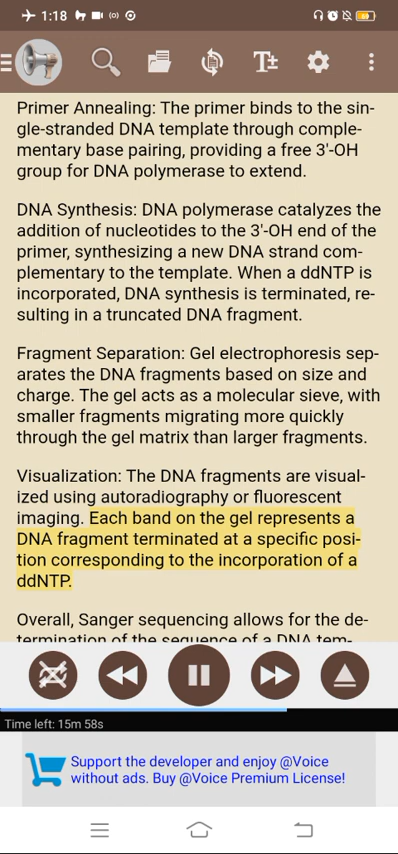 1:18
T±
Primer Annealing: The primer binds to the sin-
gle-stranded DNA template through comple-
mentary base pairing, providing a free 3'-OH
group for DNA polymerase to extend.
DNA Synthesis: DNA polymerase catalyzes the
addition of nucleotides to the 3'-OH end of the
primer, synthesizing a new DNA strand com-
plementary to the template. When a ddNTP is
incorporated, DNA synthesis is terminated, re-
sulting in a truncated DNA fragment.
Fragment Separation: Gel electrophoresis sep-
arates the DNA fragments based on size and
charge. The gel acts as a molecular sieve, with
smaller fragments migrating more quickly
through the gel matrix than larger fragments.
Visualization: The DNA fragments are visual-
ized using autoradiography or fluorescent
imaging. Each band on the gel represents a
DNA fragment terminated at a specific posi-
tion corresponding to the incorporation of a
ddNTP.
Overall, Sanger sequencing allows for the de-
termination of the sequence of a DNA tem-
Time left: 15m 58s
Support the developer and enjoy @Voice
without ads. Buy @Voice Premium License!